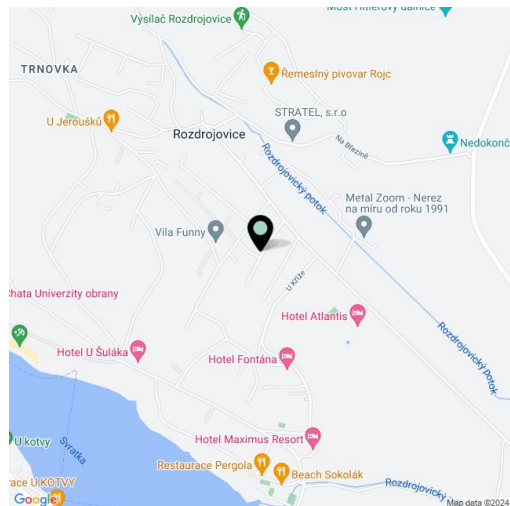 Most Hitlerovy dálnice
Vysílač Rozdrojovice
TRNOVKA
Řemeslný pivovar Rojc
STRATEL, s.r.o
U Jeroušků
Rozdrojovice
Na Březině
Nedokonč
Rozdrojovický potok
Metal Zoom - Nerez
na míru od roku 1991
Vila Funny
U Kříže
Chata Univerzity obrany
Hotel Atlantis
Rozdrojovický potok
Hotel U Šuláka
Hotel Fontána
U kotvy
Svratka
Hotel Maximus Resort
Restaurace Pergola
Beach Sokolák
race U KOTVY
Rozdrojovický
Google
Map data ©2024